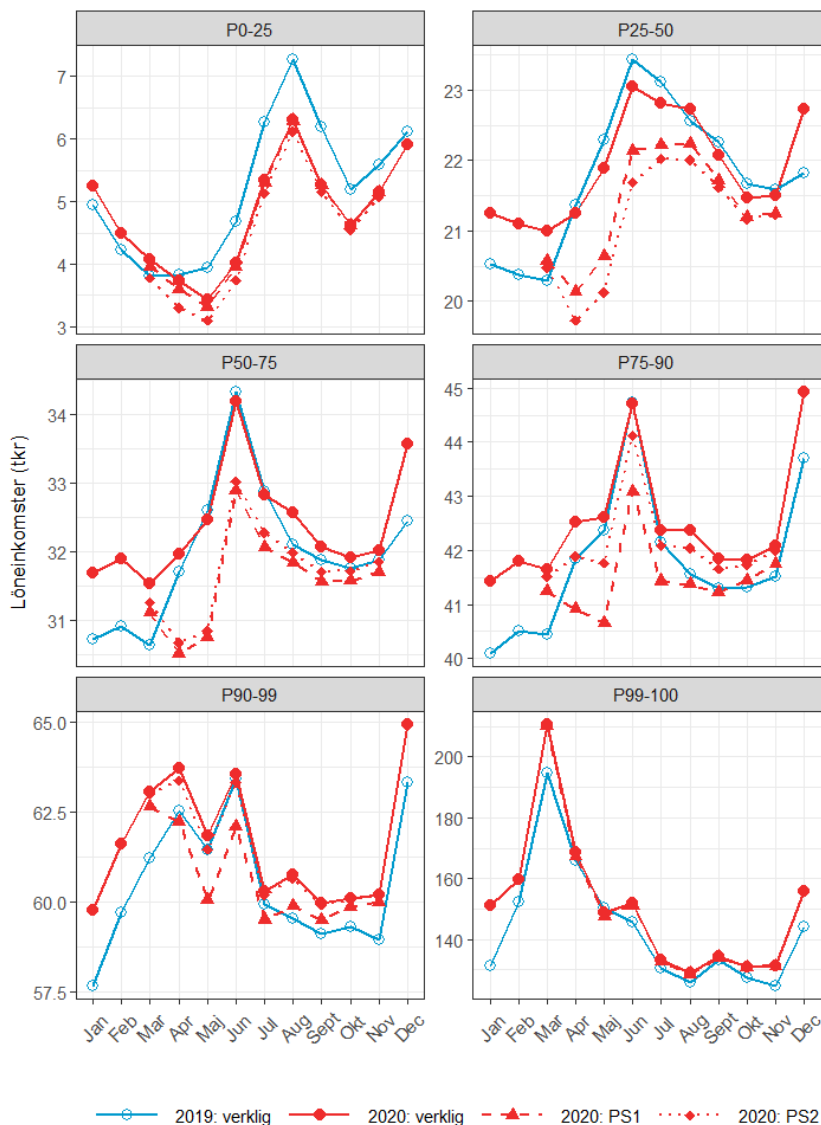 P0-25
P25-50
7
6
5
4
3
23
22
21
20
P50-75
P75-90
34
33
32
31
45
44
43
42
41
40
P90-99
P99-100
65.0
62.5
60.0
57.5
200
180
160
140
Löneinkomster (tkr)
Jan Feb Mar Apr Maj Jun Jul Aug Sept Okt Nov Dec
Jan Feb Mar Apr Maj Jun Jul Aug Sept Okt Nov Dec
2019: verklig 2020: verklig 2020: PS1 2020: PS2